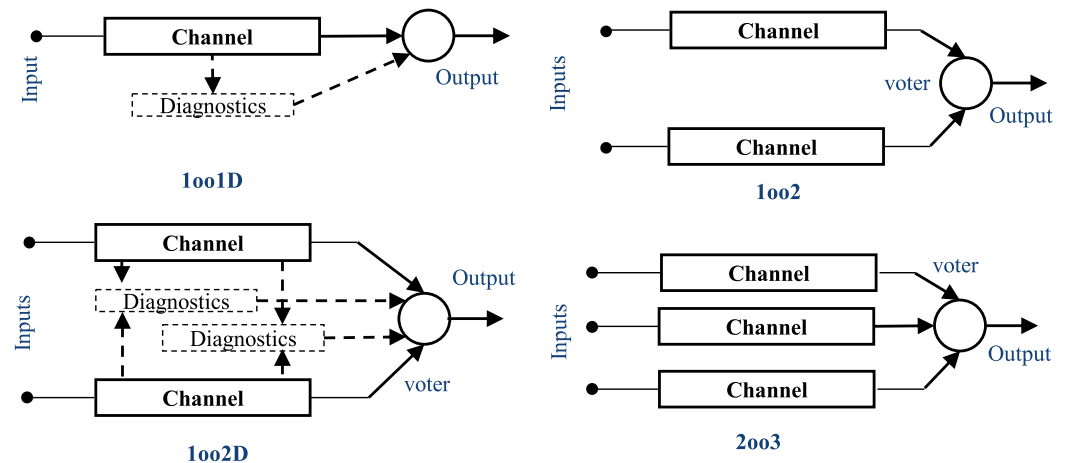 Input
Channel
Diagnostics
Output
1oo1D
Inputs
Channel
voter
Output
Channel
1oo2
Inputs
Channel
Diagnostics
Diagnostics
Output
Channel
voter
1oo2D
Inputs
Channel
voter
Channel
Output
Channel
2oo3